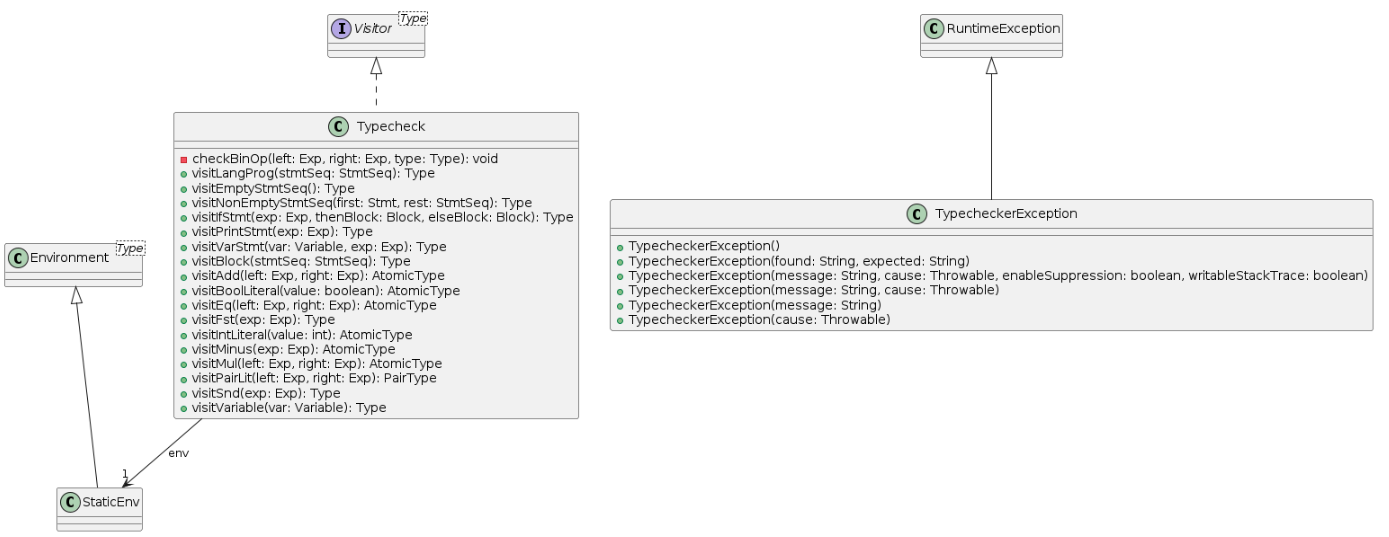 I Visitor Type
C Typecheck
checkBinOp(left: Exp, right: Exp, type: Type): void
visitLangProg(stmtSeq: StmtSeq): Type
visitEmptyStmtSeq(): Type
visitNonEmptyStmtSeq(first: Stmt, rest: StmtSeq): Type
visitIfStmt(exp: Exp, thenBlock: Block, elseBlock: Block): Type
visitPrintStmt(exp: Exp): Type
visitVarStmt(var: Variable, exp: Exp): Type
visitBlock(stmtSeq: StmtSeq): Type
visitAdd(left: Exp, right: Exp): AtomicType
visitBoolLiteral(value: boolean): AtomicType
visitEq(left: Exp, right: Exp): AtomicType
visitFst(exp: Exp): Type
visitIntLiteral(value: int): AtomicType
visitMinus(exp: Exp): AtomicType
visitMul(left: Exp, right: Exp): AtomicType
visitPairLit(left: Exp, right: Exp): PairType
visitSnd(exp: Exp): Type
visitVariable(var: Variable): Type
C Environment Type
env
1
C StaticEnv
C RuntimeException
C TypecheckerException
TypecheckerException()
TypecheckerException(found: String, expected: String)
TypecheckerException(message: String, cause: Throwable, enableSuppression: boolean, writableStackTrace: boolean)
TypecheckerException(message: String, cause: Throwable)
TypecheckerException(message: String)
TypecheckerException(cause: Throwable)